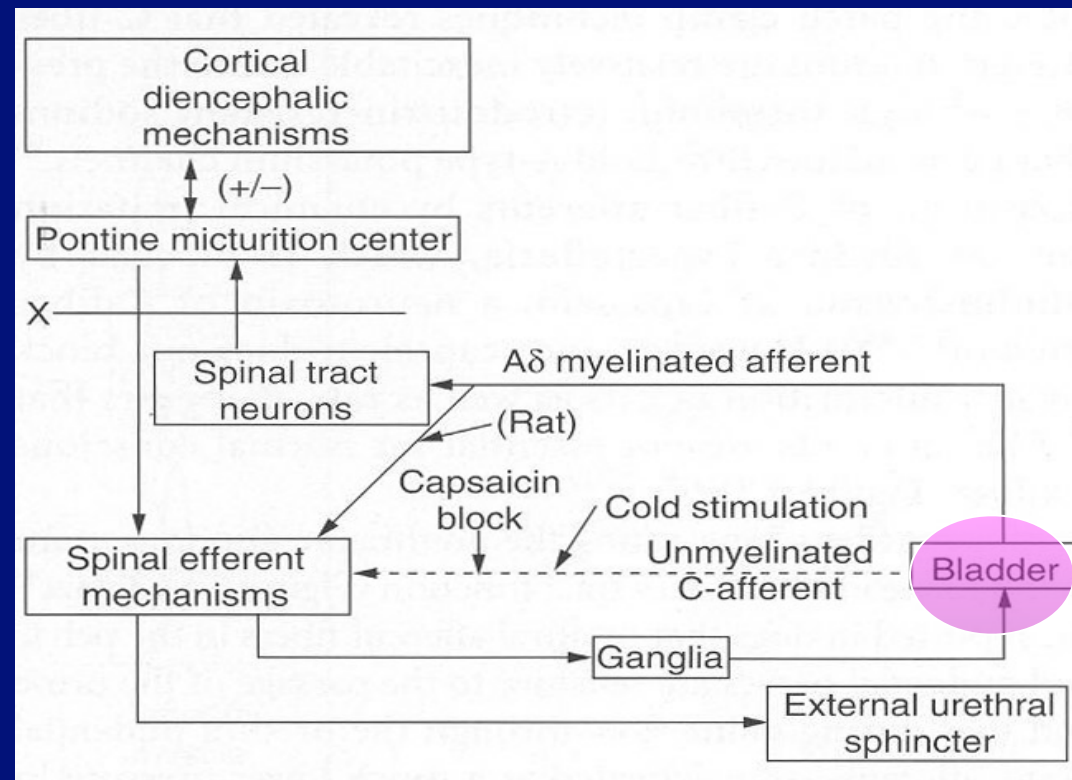 Cortical
diencephalic
mechanisms
(+/−)
Pontine micturition center
X
Spinal tract
neurons
Aδ myelinated afferent
(Rat)
Capsaicin
block
Cold stimulation
Unmyelinated
C-afferent
Bladder
Spinal efferent
mechanisms
Ganglia
External urethral
sphincter